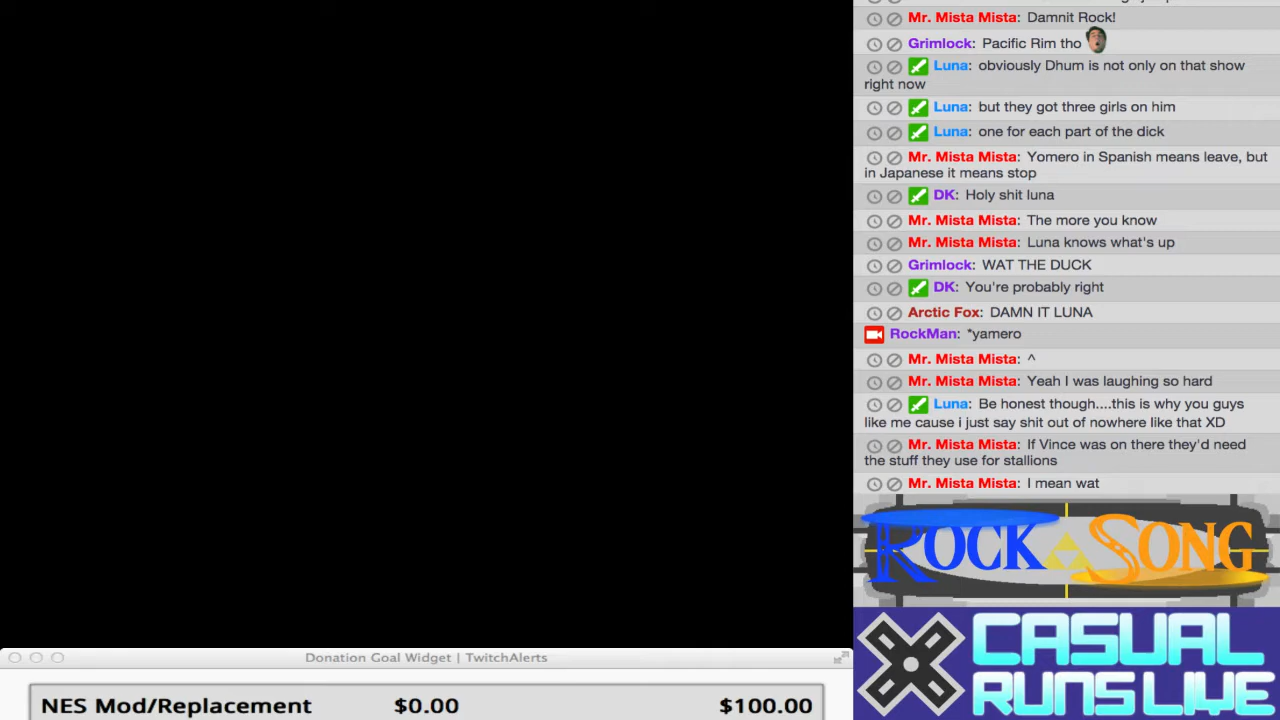 Mr. Mista Mista: Damnit Rock!
Grimlock: Pacific Rim tho
Luna: obviously Dhum is not only on that show
right now
Luna: but they got three girls on him
Luna: one for each part of the dick
Mr. Mista Mista: Yomero in Spanish means leave, but
in Japanese it means stop
DK: Holy shit luna
Mr. Mista Mista: The more you know
Mr. Mista Mista: Luna knows what's up
Grimlock: WAT THE DUCK
DK: You're probably right
Arctic Fox: DAMN IT LUNA
RockMan: *yamero
Mr. Mista Mista: ^
Mr. Mista Mista: Yeah I was laughing so hard
Luna: Be honest though....this is why you guys
like me cause i just say shit out of nowhere like that XD
Mr. Mista Mista: If Vince was on there they'd need
the stuff they use for stallions
Mr. Mista Mista: I mean wat
ROCK SONG
CASUAL
RUNS LIVE
Donation Goal Widget | TwitchAlerts
NES Mod/Replacement $0.00 $100.00